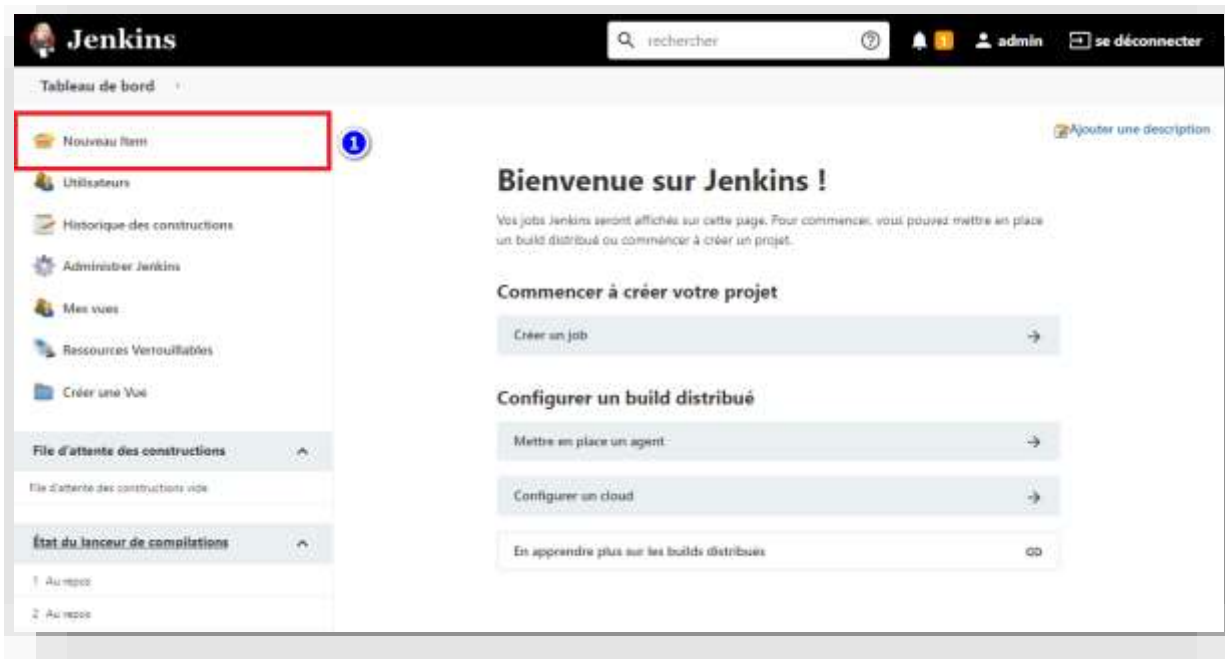 Jenkins
rechercher
1
admin
se déconnecter
Tableau de bord
Nouveau Item
1
Ajouter une description
Utilisateurs
Historique des constructions
Administrer Jenkins
Mes vues
Ressources Verrouillables
Créer une Vue
File d'attente des constructions
File d'attente des constructions vide
État du lanceur de compilations
1 Au repos
2 Au repos
Bienvenue sur Jenkins !
Vos jobs Jenkins seront affichés sur cette page. Pour commencer, vous pouvez mettre en place
un build distribué ou commencer à créer un projet.
Commencer à créer votre projet
Créer un job
Configurer un build distribué
Mettre en place un agent
Configurer un cloud
En apprendre plus sur les builds distribués